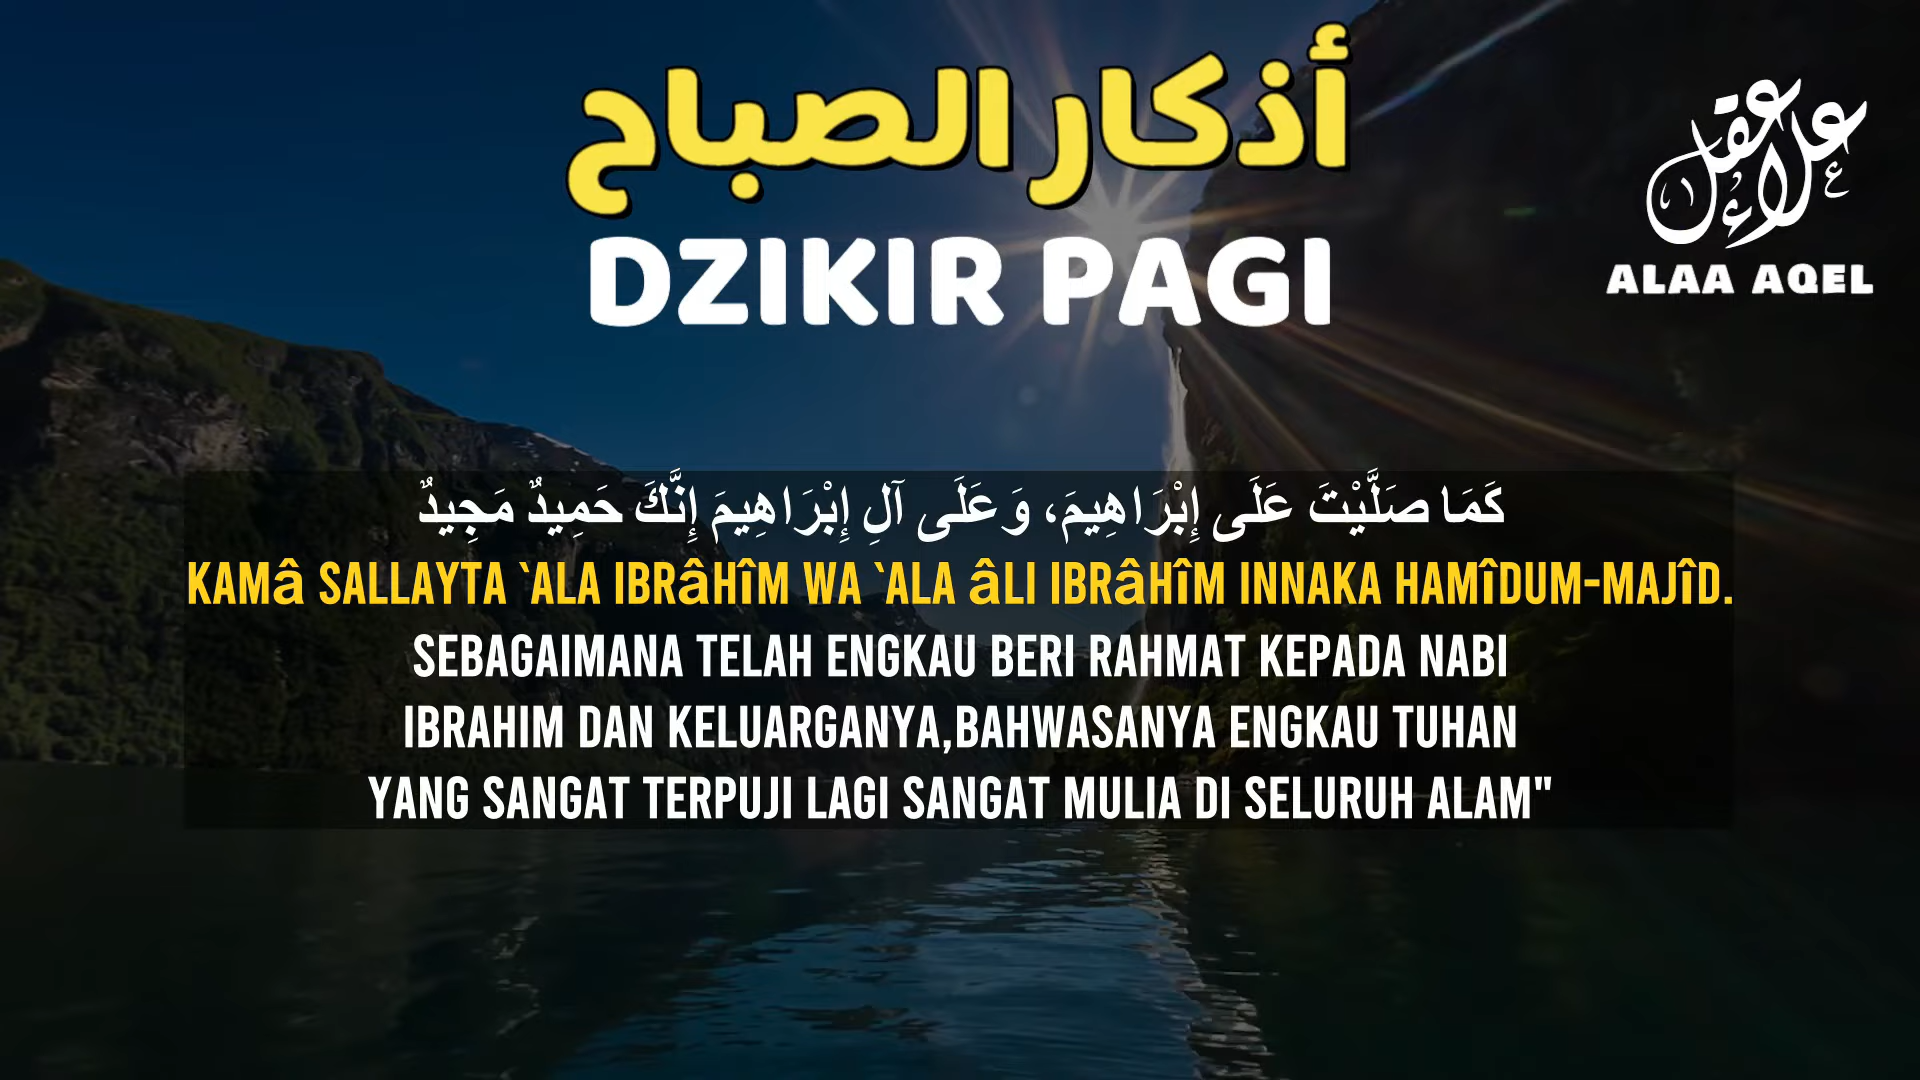 أذكار الصباح
DZIKIR PAGI
علاء عقل
ALAA AQEL
كَمَا صَلَّيْتَ عَلَى إِبْرَاهِيمَ، وَعَلَى آلِ إِبْرَاهِيمَ إِنَّكَ حَمِيدٌ مَجِيدٌ
KAMâ SALLAYTA `ALA IBRâHîM WA `ALA âLI IBRâHîM INNAKA HAMîDUM-MAJîD.
SEBAGAIMANA TELAH ENGKAU BERI RAHMAT KEPADA NABI
IBRAHIM DAN KELUARGANYA,BAHWASANYA ENGKAU TUHAN
YANG SANGAT TERPUJI LAGI SANGAT MULIA DI SELURUH ALAM"